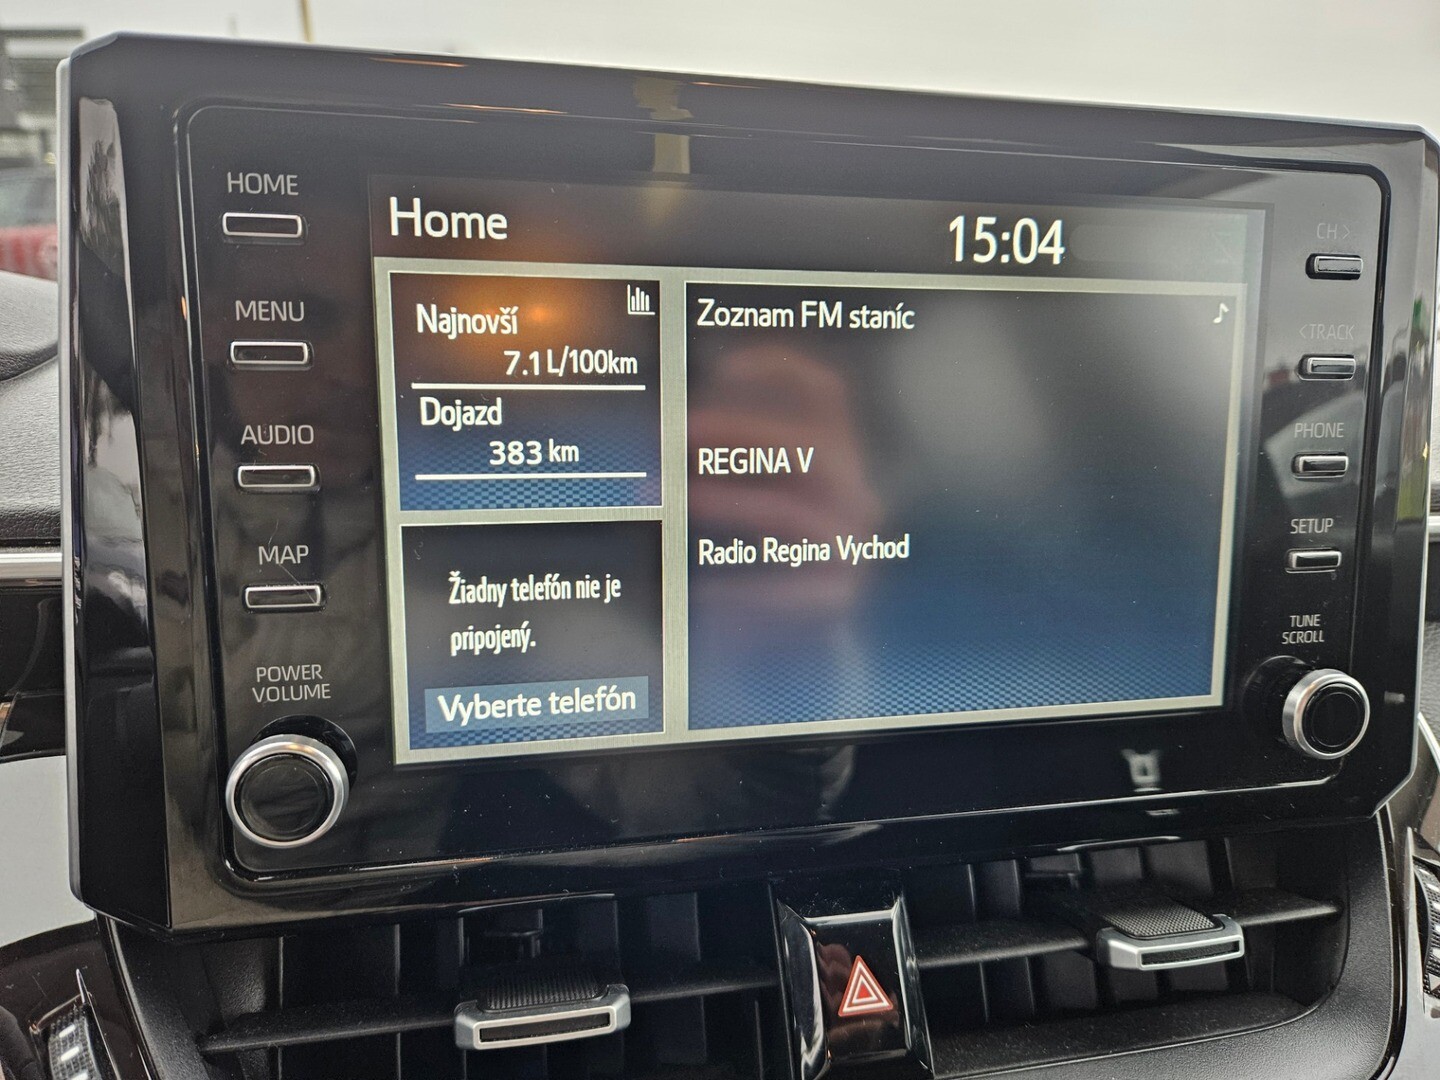 HOME
MENU
AUDIO
MAP
POWER
VOLUME
Home
15:04
Najnovší
7.1 L/100km
Dojazd
383 km
Žiadny telefón nie je
pripojený.
Vyberte telefón
Zoznam FM staníc
REGINA V
Radio Regina Vychod
CH >
< TRACK
PHONE
SETUP
TUNE
SCROLL